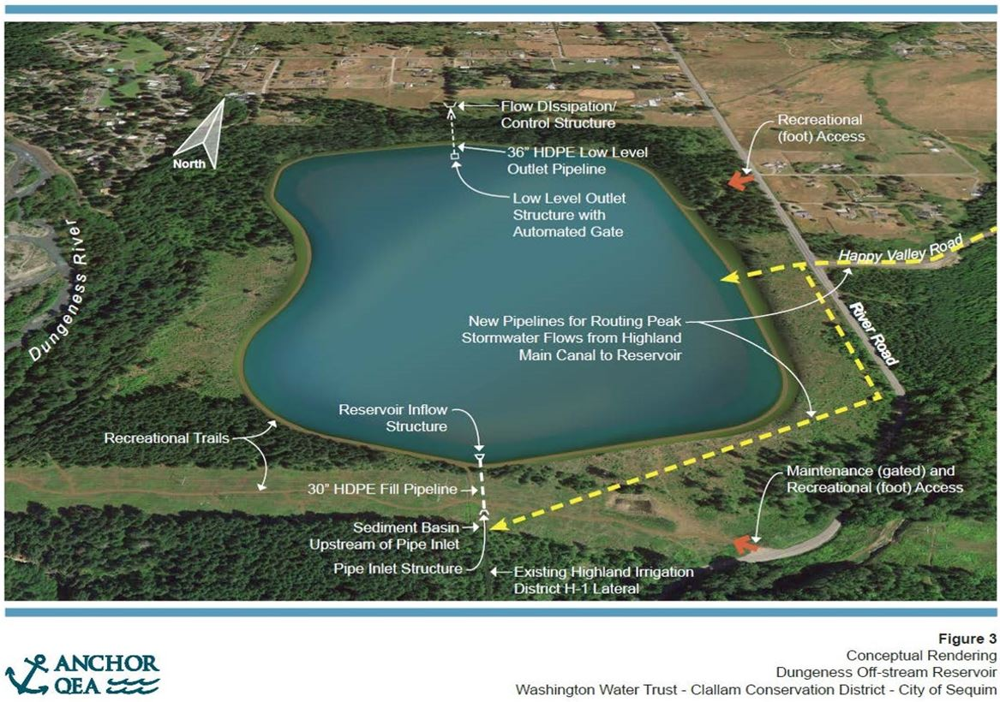 Flow DIssipation/
Control Structure
Recreational
(foot) Access
36” HDPE Low Level
Outlet Pipeline
North
Low Level Outlet
Structure with
Automated Gate
Dungeness River
Happy Valley Road
River Road
New Pipelines for Routing Peak
Stormwater Flows from Highland
Main Canal to Reservoir
Reservoir Inflow
Structure
Recreational Trails
Maintenance (gated) and
Recreational (foot) Access
30” HDPE Fill Pipeline
Sediment Basin
Upstream of Pipe Inlet
Pipe Inlet Structure
Existing Highland Irrigation
District H-1 Lateral
Figure 3
Conceptual Rendering
Dungeness Off-stream Reservoir
Washington Water Trust - Clallam Conservation District - City of Sequim
ANCHOR
QEA